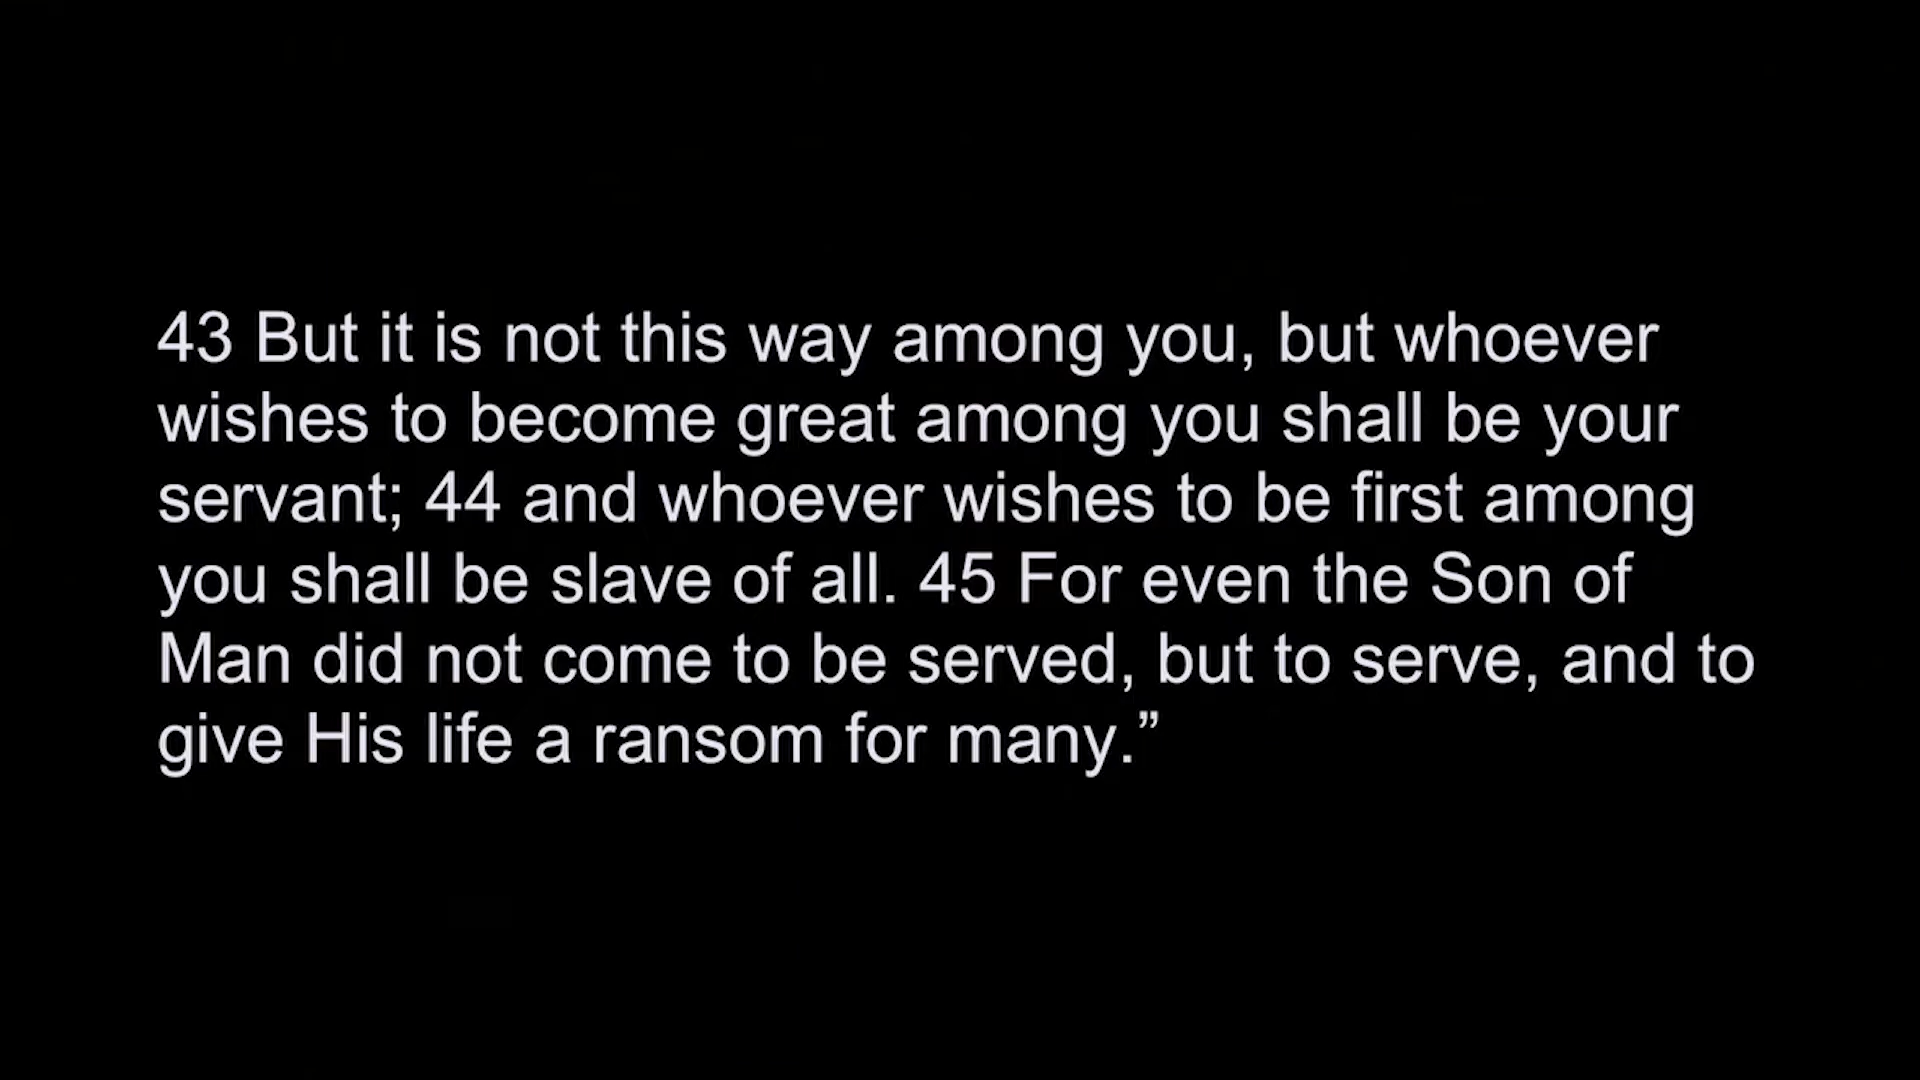 43 But it is not this way among you, but whoever
wishes to become great among you shall be your
servant; 44 and whoever wishes to be first among
you shall be slave of all. 45 For even the Son of
Man did not come to be served, but to serve, and to
give His life a ransom for many.”